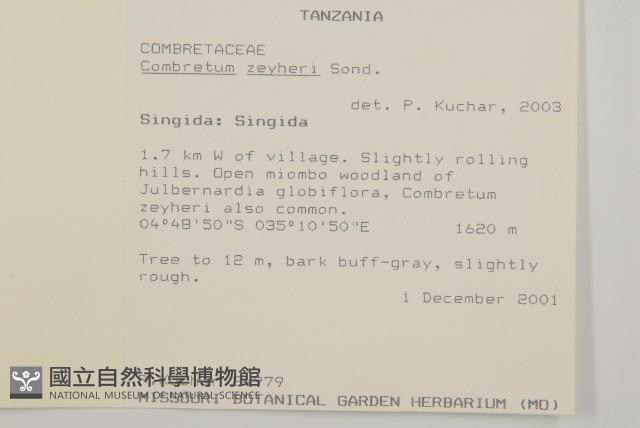 TANZANIA
COMBRETACEAE
Combretum zeyheri Sond.
det. P. Kuchar, 2003
Singida: Singida
1.7 km W of village. Slightly rolling
hills. Open miombo woodland of
Julbernardia globiflora, Combretum
zeyheri also common.
04°48'50"S 035°10'50"E 1620 m
Tree to 12 m, bark buff-gray, slightly
rough.
1 December 2001
國立自然科學博物館
NATIONAL MUSEUM OF NATURAL SCIENCE
MISSOURI BOTANICAL GARDEN HERBARIUM (MO)